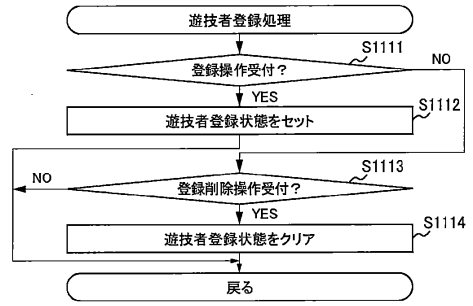 遊技者登録処理
S1111
登録操作受付？
NO
YES
S1112
遊技者登録状態をセット
S1113
NO
登録削除操作受付？
YES
S1114
遊技者登録状態をクリア
戻る